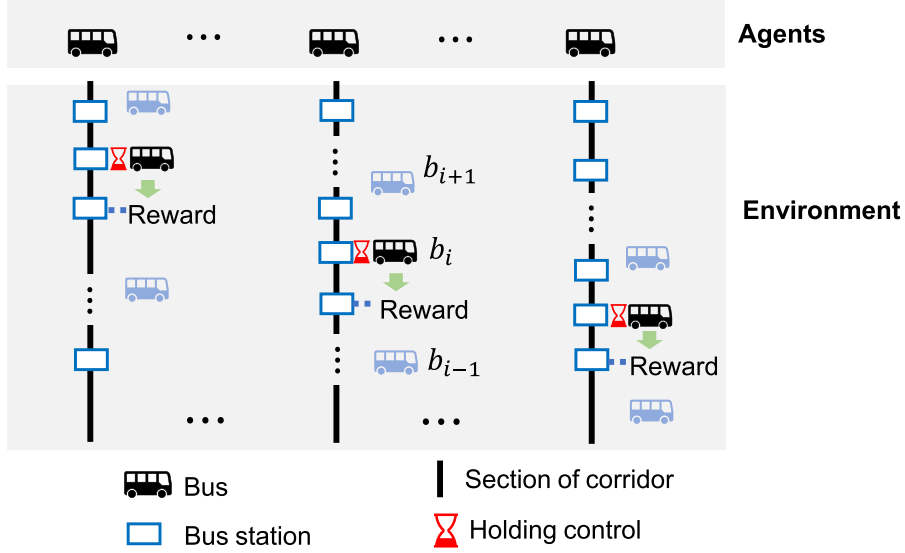 Agents
Reward
b_{i+1}
Environment
b_i
Reward
b_{i-1}
Reward
Bus
Section of corridor
Bus station
Holding control